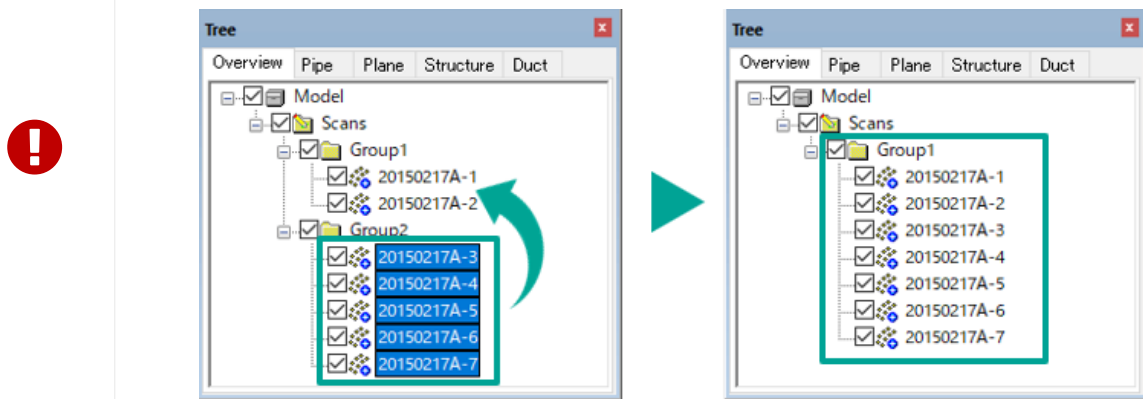 Tree
Overview Pipe Plane Structure Duct
Model
Scans
Group1
20150217A-1
20150217A-2
Group2
20150217A-3
20150217A-4
20150217A-5
20150217A-6
20150217A-7
Tree
Overview Pipe Plane Structure Duct
Model
Scans
Group1
20150217A-1
20150217A-2
20150217A-3
20150217A-4
20150217A-5
20150217A-6
20150217A-7